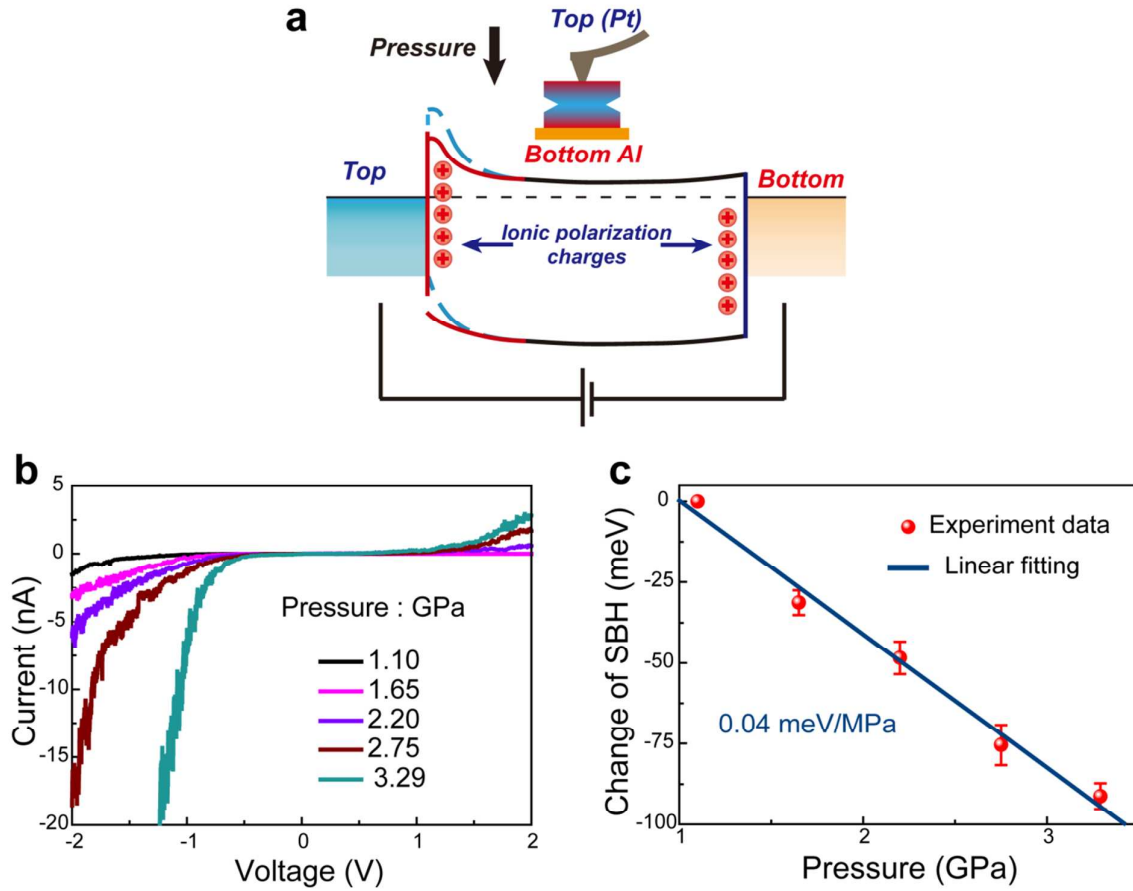 a
Pressure
Top (Pt)
Bottom Al
Top
Bottom
Ionic polarization
charges
b
5
0
-5
-10
-15
-20
-2
-1
0
1
2
Current (nA)
Voltage (V)
Pressure : GPa
1.10
1.65
2.20
2.75
3.29
c
0
-25
-50
-75
-100
1
2
3
Change of SBH (meV)
Pressure (GPa)
Experiment data
Linear fitting
0.04 meV/MPa